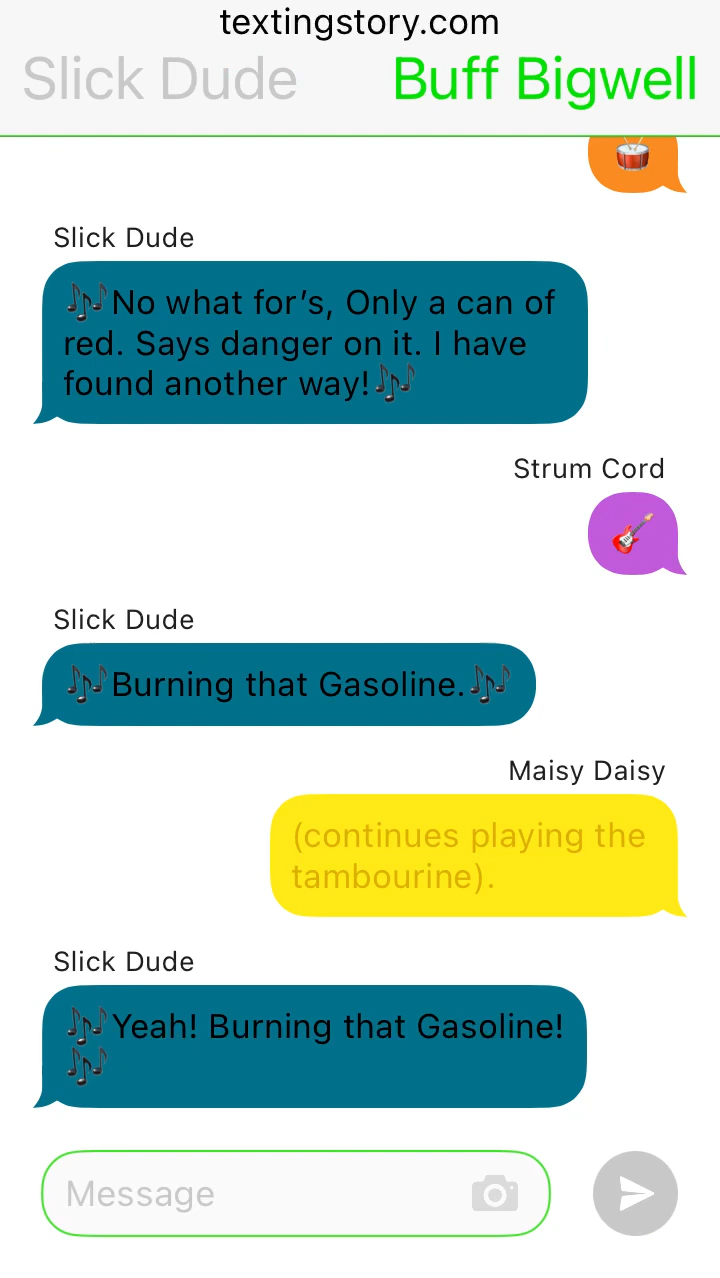 textingstory.com
Slick Dude Buff Bigwell
🥁
Slick Dude
🎶No what for’s, Only a can of
red. Says danger on it. I have
found another way!🎶
Strum Cord
🎸
Slick Dude
🎶Burning that Gasoline.🎶
Maisy Daisy
(continues playing the
tambourine).
Slick Dude
🎶Yeah! Burning that Gasoline!
🎶
Message